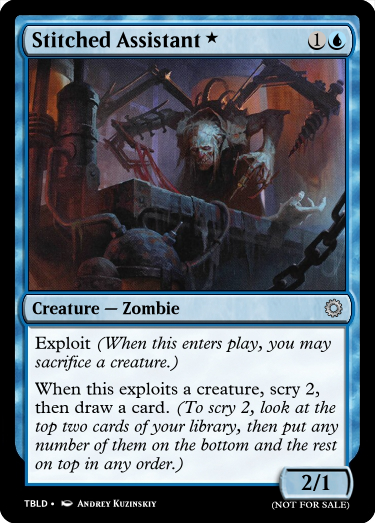 Stitched Assistant ★ 1
Creature — Zombie
Exploit (When this enters play, you may
sacrifice a creature.)
When this exploits a creature, scry 2,
then draw a card. (To scry 2, look at the
top two cards of your library, then put any
number of them on the bottom and the rest
on top in any order.)
2/1
TBLD • Andrey Kuzinskiy
(NOT FOR SALE)